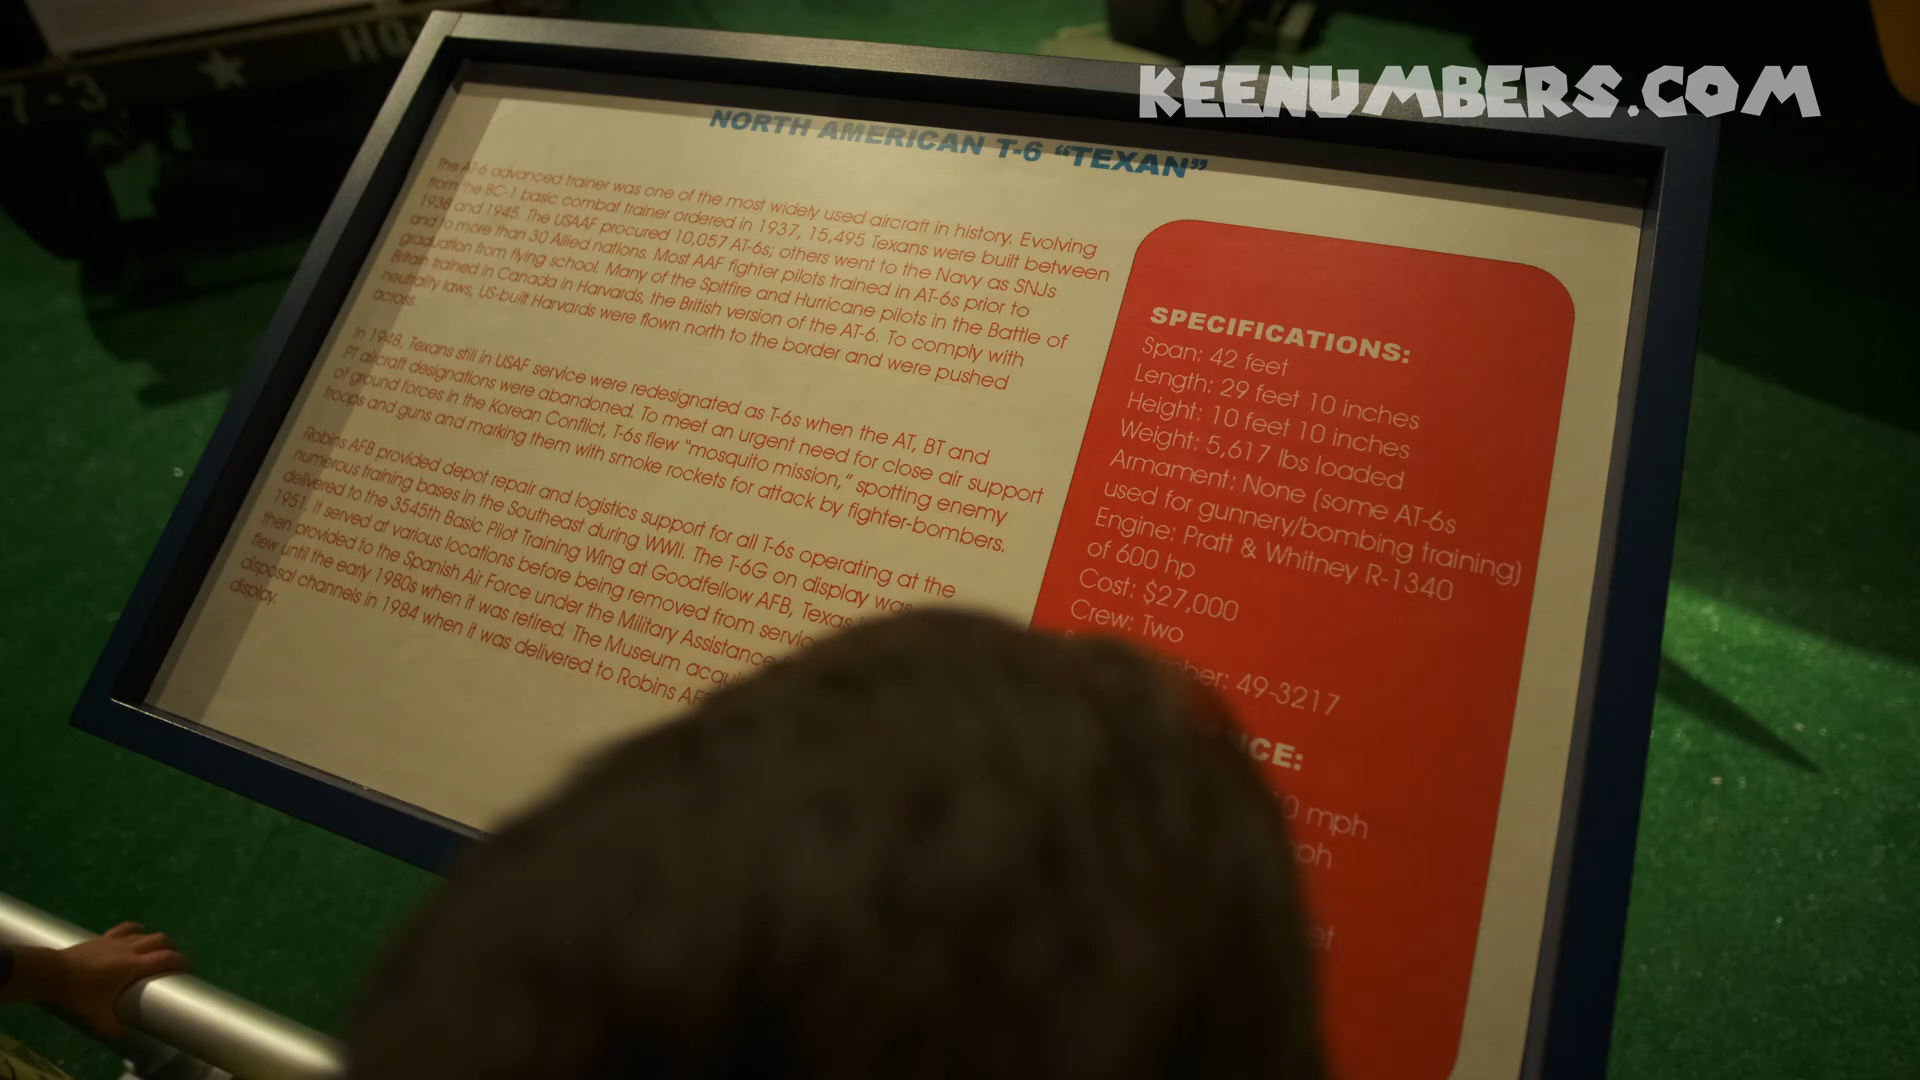 KEENUMBERS.COM
HQ
7-3
NORTH AMERICAN T-6 “TEXAN”
The AT-6 advanced trainer was one of the most widely used aircraft in history. Evolving
from the BC-1 basic combat trainer ordered in 1937, 15,495 Texans were built between
1938 and 1945. The USAAF procured 10,057 AT-6s; others went to the Navy as SNJs
and to more than 30 Allied nations. Most AAF fighter pilots trained in AT-6s prior to
graduation from flying school. Many of the Spitfire and Hurricane pilots in the Battle of
Britain trained in Canada in Harvards, the British version of the AT-6. To comply with
neutrality laws, US-built Harvards were flown north to the border and were pushed
across.
In 1948, Texans still in USAF service were redesignated as T-6s when the AT, BT and
PT aircraft designations were abandoned. To meet an urgent need for close air support
of ground forces in the Korean Conflict, T-6s flew "mosquito mission," spotting enemy
troops and guns and marking them with smoke rockets for attack by fighter-bombers.
Robins AFB provided depot repair and logistics support for all T-6s operating at the
numerous training bases in the Southeast during WWII. The T-6G on display was
delivered to the 3545th Basic Pilot Training Wing at Goodfellow AFB, Texas
1951. It served at various locations before being removed from
then provided to the Spanish Air Force under the Military Assistance
flew until the early 1980s when it was retired. The Museum
disposal channels in 1984 when it was delivered to Robins
display.
SPECIFICATIONS:
Span: 42 feet
Length: 29 feet 10 inches
Height: 10 feet 10 inches
Weight: 5,617 lbs loaded
Armament: None (some AT-6s
used for gunnery/bombing training)
Engine: Pratt & Whitney R-1340
of 600 hp
Cost: $27,000
Crew: Two
49-3217
mph